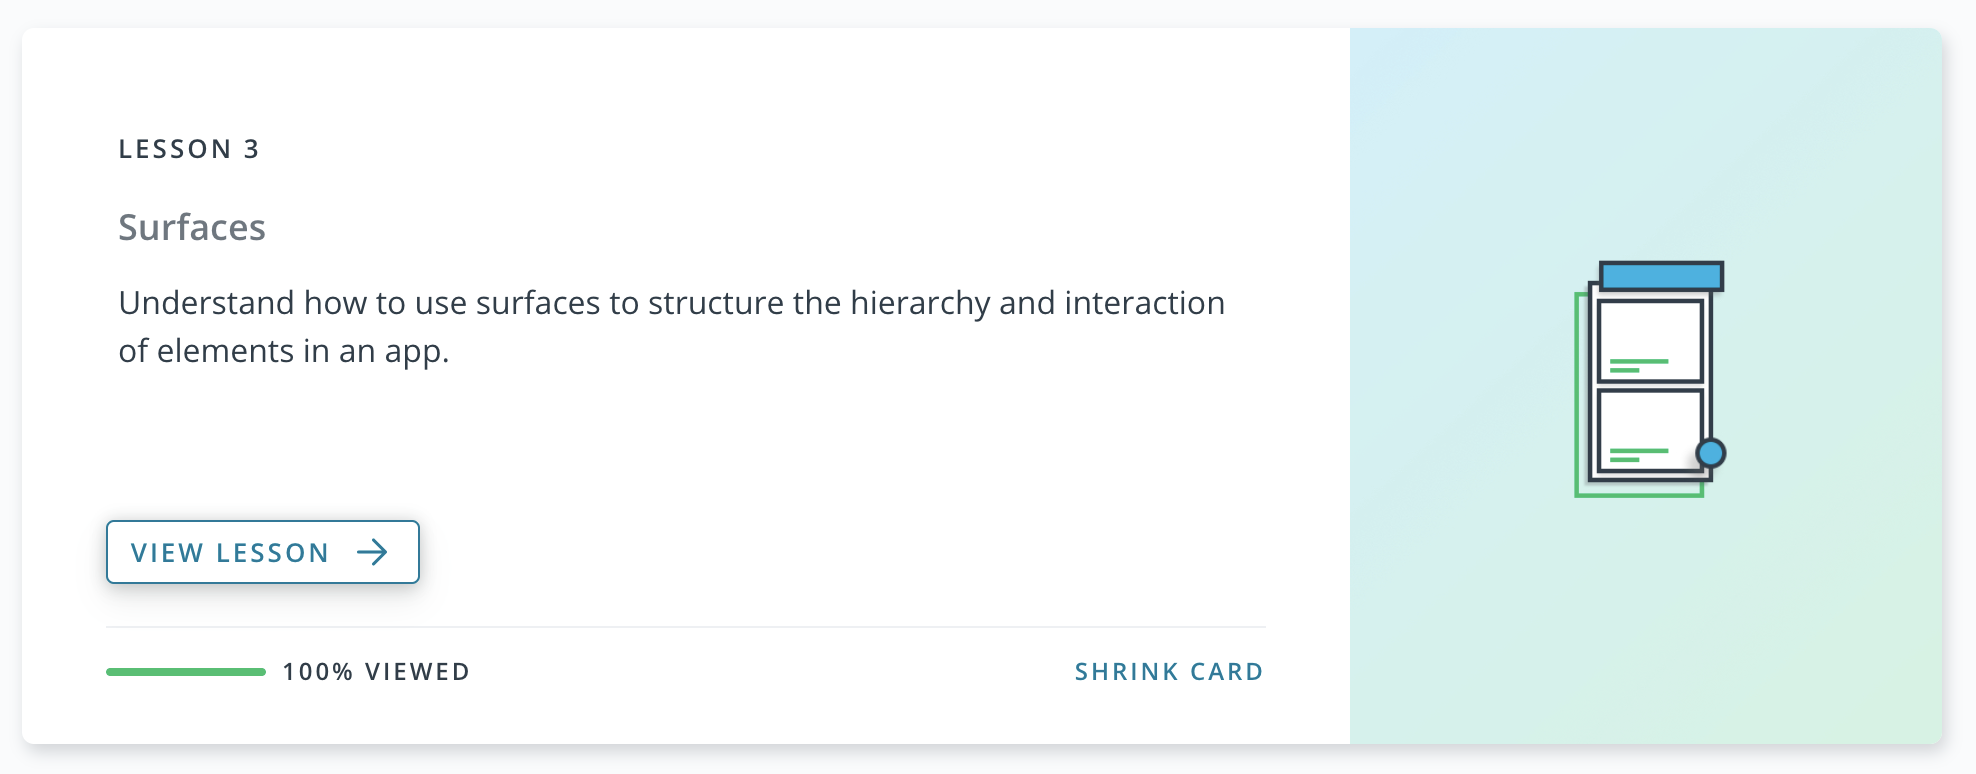 LESSON 3
Surfaces
Understand how to use surfaces to structure the hierarchy and interaction
of elements in an app.
VIEW LESSON
100% VIEWED
SHRINK CARD